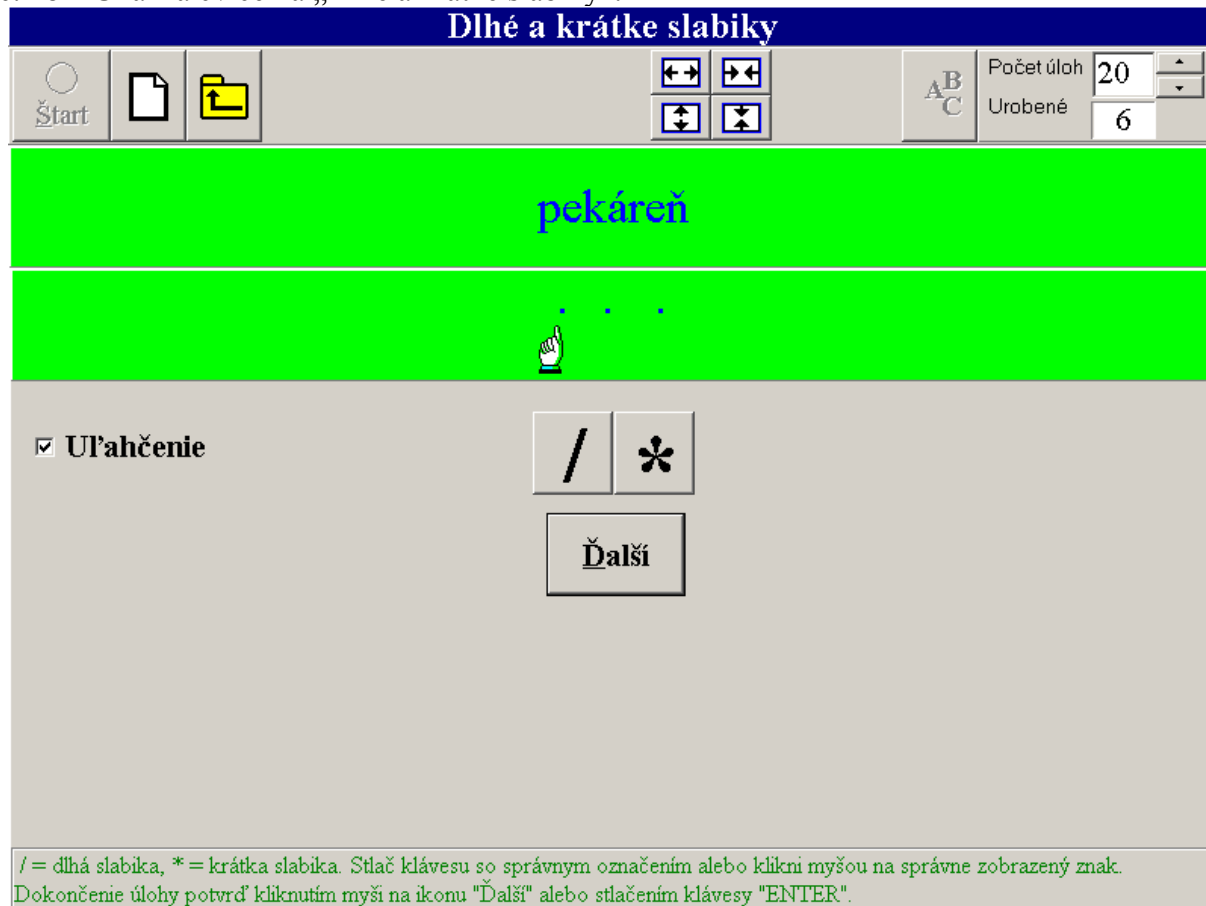 Dlhé a krátke slabiky
Štart
A B C
Počet úloh 20
Urobené 6
pekáreň
. . .
Uľahčenie
/ *
Ďalší
/ = dlhá slabika, * = krátka slabika. Stlač klávesu so správnym označením alebo klikni myšou na správne zobrazený znak.
Dokončenie úlohy potvrď kliknutím myši na ikonu "Ďalší" alebo stlačením klávesy "ENTER".